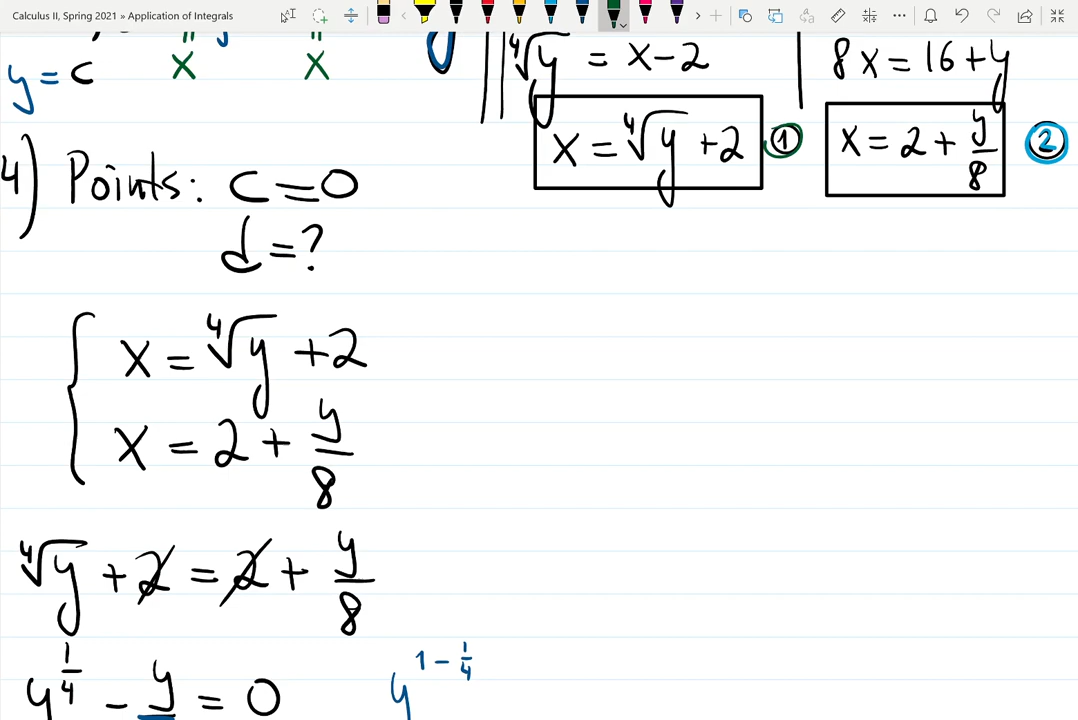 Calculus II, Spring 2021 » Application of Integrals
y = c
x
x
⁴√y = x-2
8x = 16+y
x = ⁴√y +2 ①
x = 2 + y/8 ②
4) Points: c=0
d=?
x = ⁴√y +2
x = 2 + y/8
⁴√y + 2 = 2 + y/8
y^(1/4) - y = 0
y^(1 - 1/4)